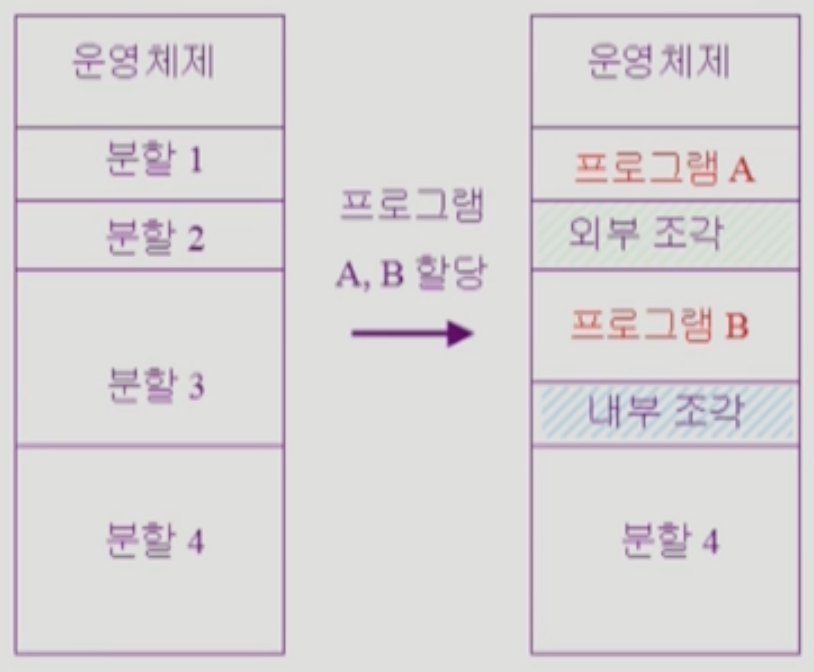 운영체제
분할 1
분할 2
분할 3
분할 4
프로그램
A, B 할당
운영체제
프로그램 A
외부 조각
프로그램 B
내부 조각
분할 4